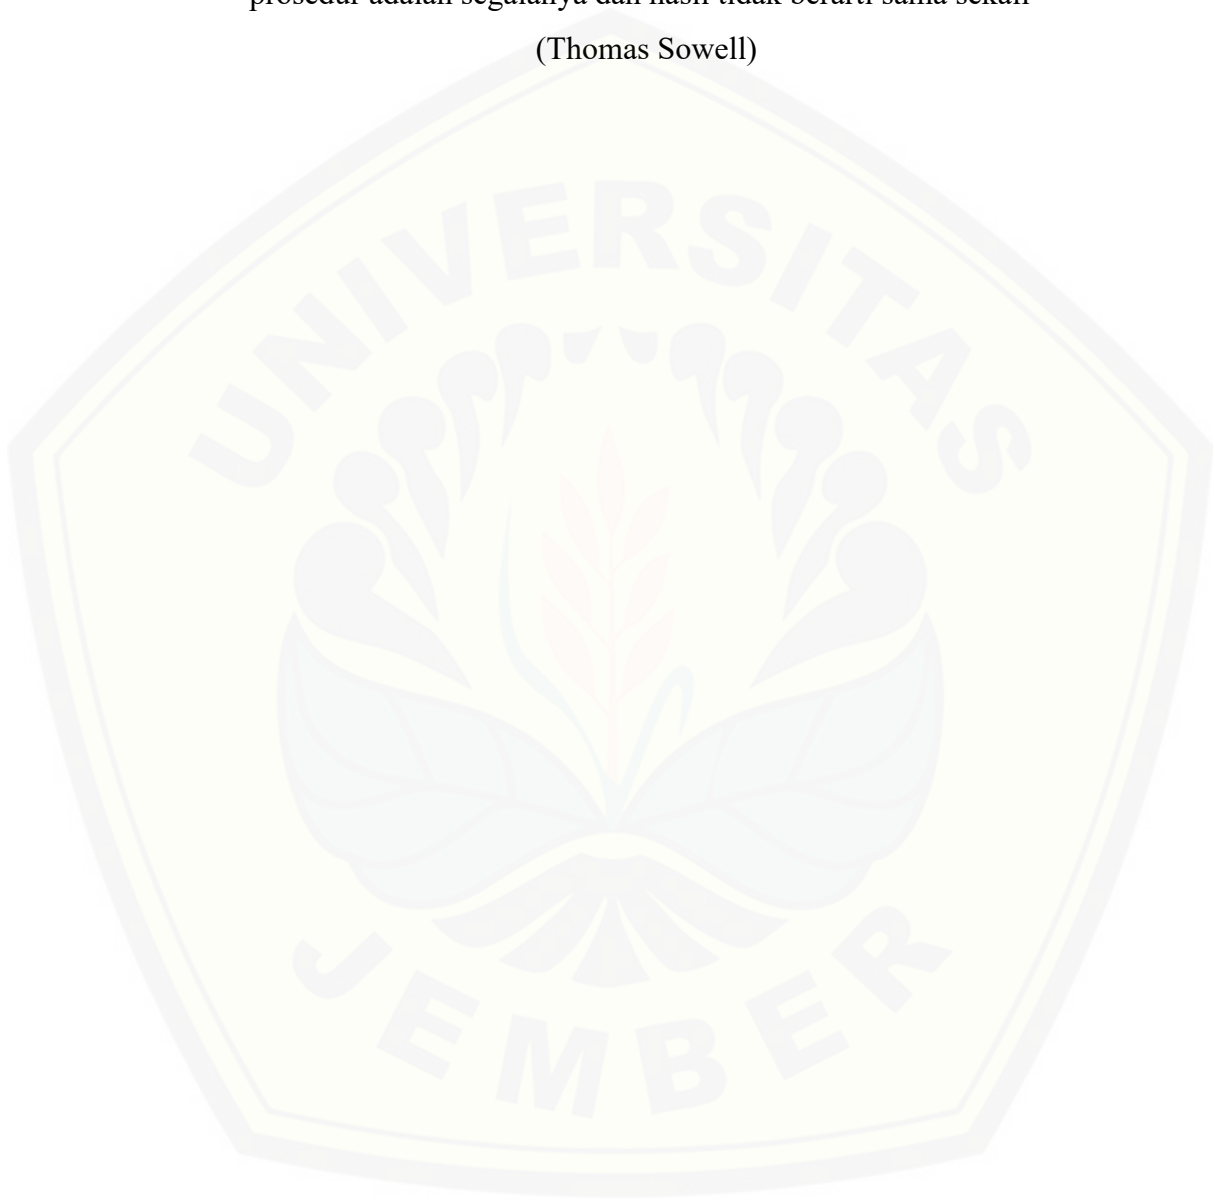 prosedur adalah segalanya dan hasil tidak berarti sama sekali
(Thomas Sowell)
UNIVERSITAS
JEMBER